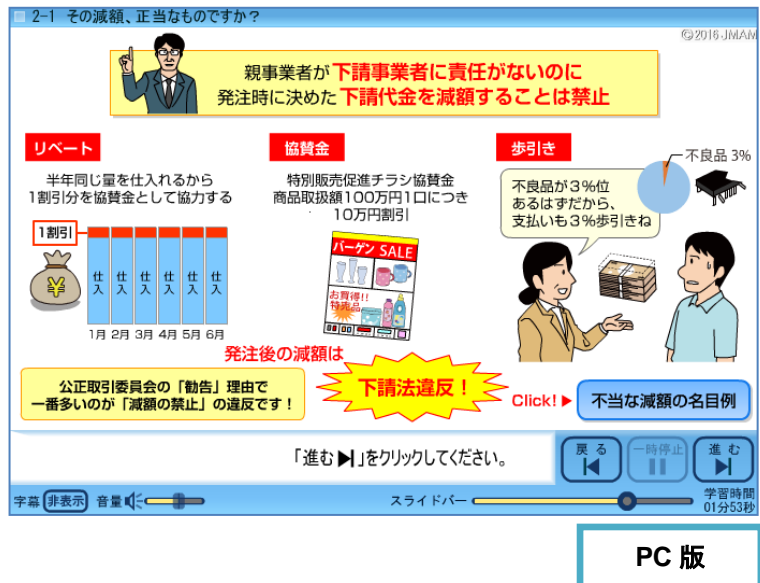 2-1 その減額、正当なものですか？
©2016 JMAM
親事業者が下請事業者に責任がないのに
発注時に決めた下請代金を減額することは禁止
リベート
半年同じ量を仕入れるから
1割引分を協賛金として協力する
1割引
¥
仕入 仕入 仕入 仕入 仕入 仕入
1月 2月 3月 4月 5月 6月
協賛金
特別販売促進チラシ協賛金
商品取扱額100万円1口につき
10万円割引
バーゲン SALE
お買得!!
特売品
歩引き
不良品 3%
不良品が３％位
あるはずだから、
支払いも３％歩引きね
発注後の減額は
下請法違反！
公正取引委員会の「勧告」理由で
一番多いのが「減額の禁止」の違反です！
Click!
不当な減額の名目例
「進む」をクリックしてください。
戻る
一時停止
進む
字幕 非表示 音量
スライドバー
学習時間
01分53秒
PC 版